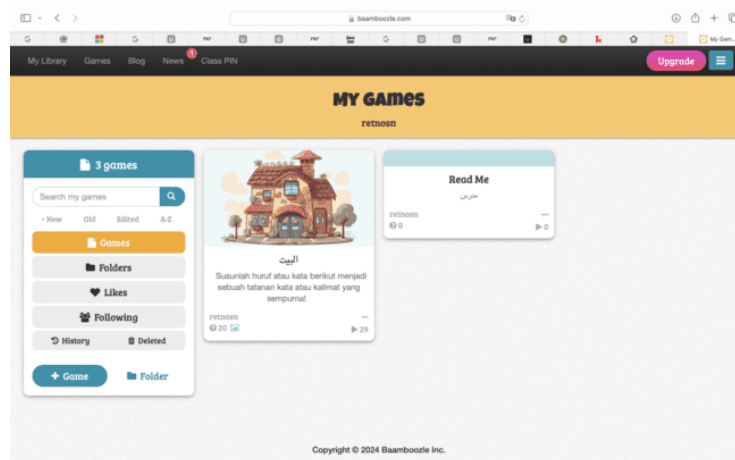 baamboozle.com
My Gam...
My Library Games Blog News 1 Class PIN
Upgrade
My Games
retnosn
3 games
Search my games
• New Old Edited A-Z
Games
Folders
Likes
Following
History Deleted
+ Game Folder
البيت
Susunlah huruf atau kata berikut menjadi
sebuah tatanan kata atau kalimat yang
sempurna!
retnosn ...
20 29
Read Me
مدرس
retnosn ...
0 0
Copyright © 2024 Baamboozle Inc.